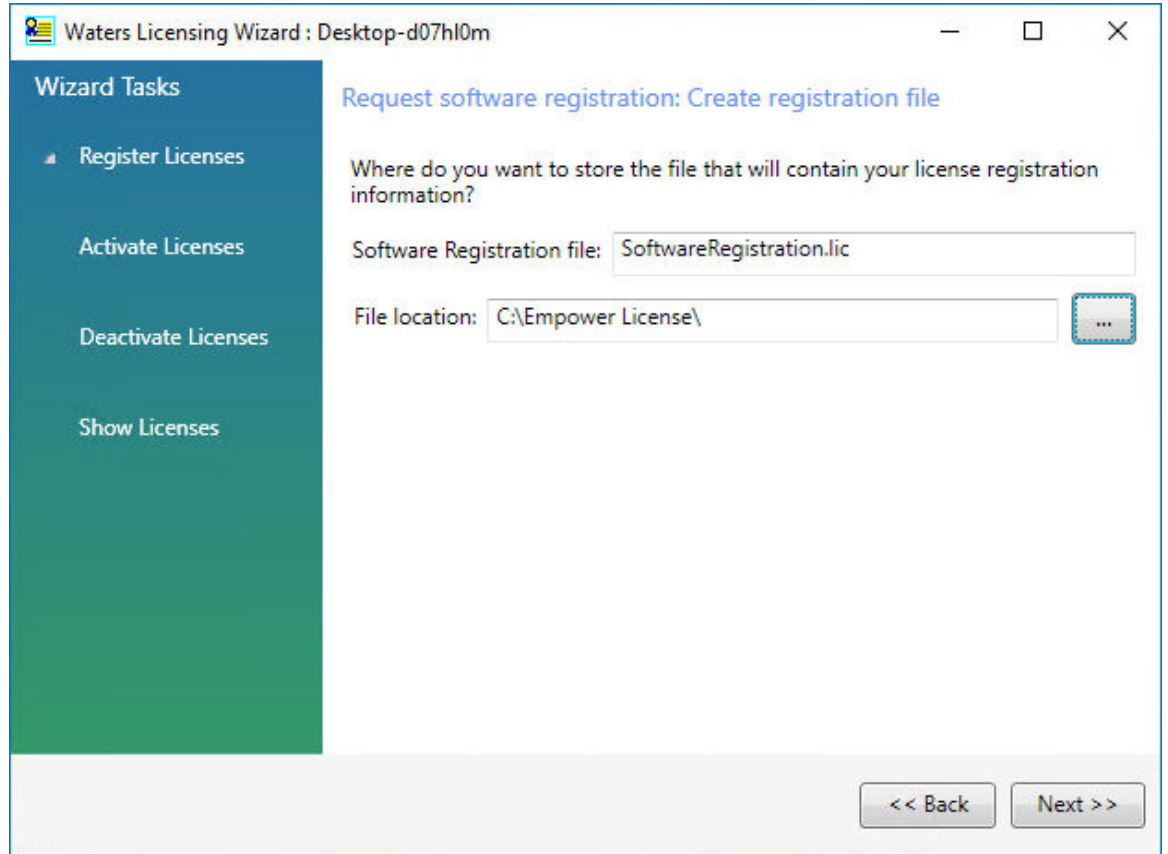 Waters Licensing Wizard : Desktop-d07hl0m
Wizard Tasks
Register Licenses
Activate Licenses
Deactivate Licenses
Show Licenses
Request software registration: Create registration file
Where do you want to store the file that will contain your license registration
information?
Software Registration file: SoftwareRegistration.lic
File location: C:\Empower License\
...
<< Back
Next >>